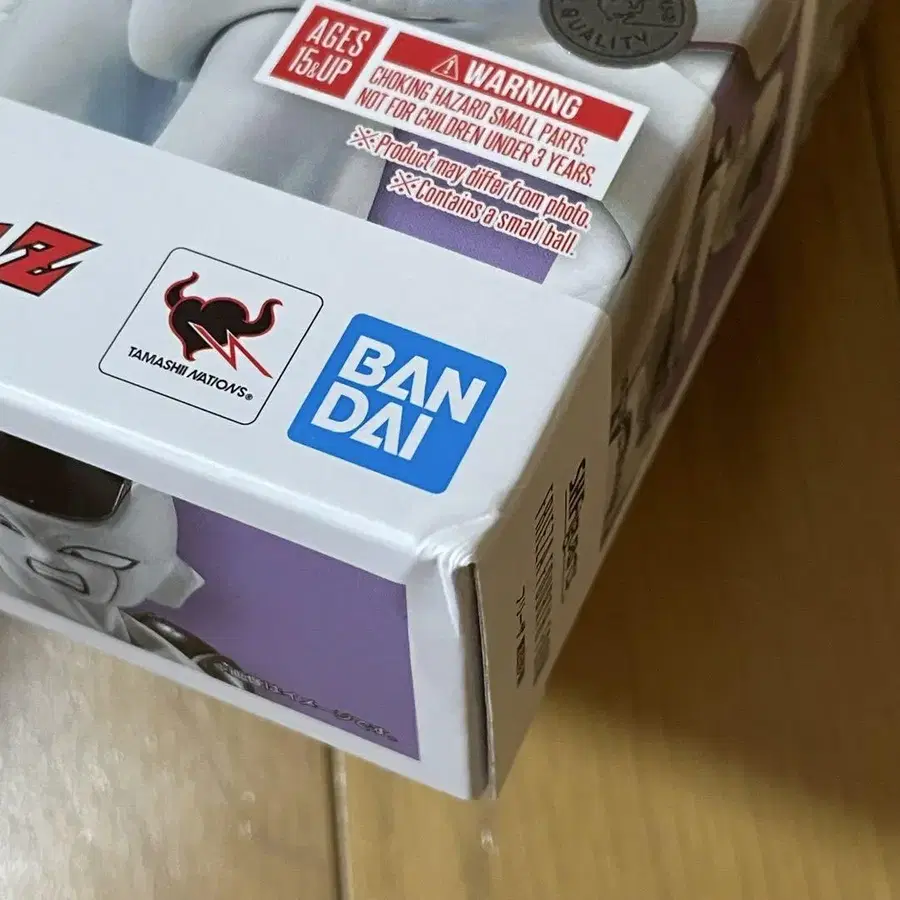 QUALITY
AGES
15&UP
⚠WARNING
CHOKING HAZARD SMALL PARTS.
NOT FOR CHILDREN UNDER 3 YEARS.
※Product may differ from photo.
※Contains a small ball.
Z
TAMASHII NATIONS®
BAN
DAI